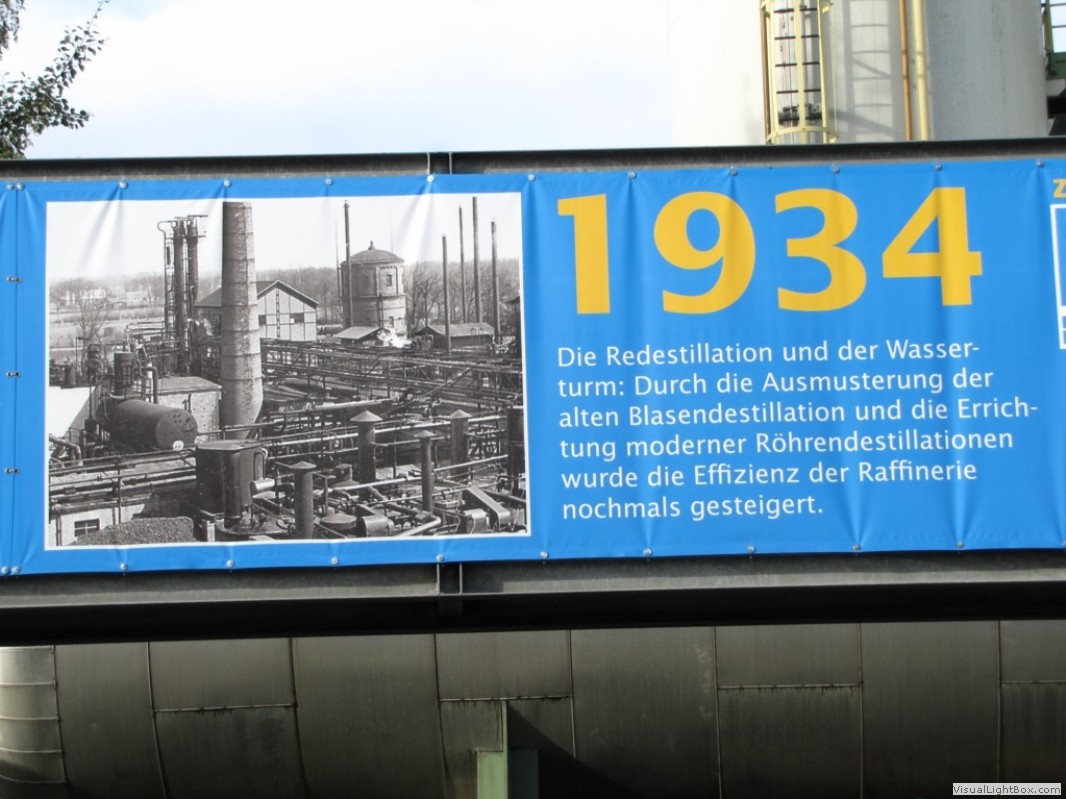 1934
Die Redestillation und der Wasser-
turm: Durch die Ausmusterung der
alten Blasendestillation und die Errich-
tung moderner Röhrendestillationen
wurde die Effizienz der Raffinerie
nochmals gesteigert.
VisualLightBox.com